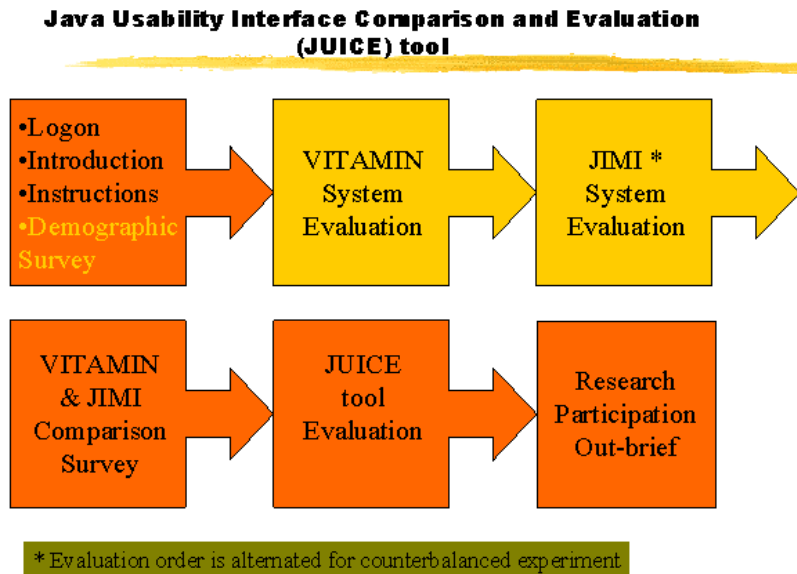 Java Usability Interface Comparison and Evaluation
(JUICE) tool
•Logon
•Introduction
•Instructions
•Demographic
Survey
VITAMIN
System
Evaluation
JIMI *
System
Evaluation
VITAMIN
& JIMI
Comparison
Survey
JUICE
tool
Evaluation
Research
Participation
Out-brief
* Evaluation order is alternated for counterbalanced experiment